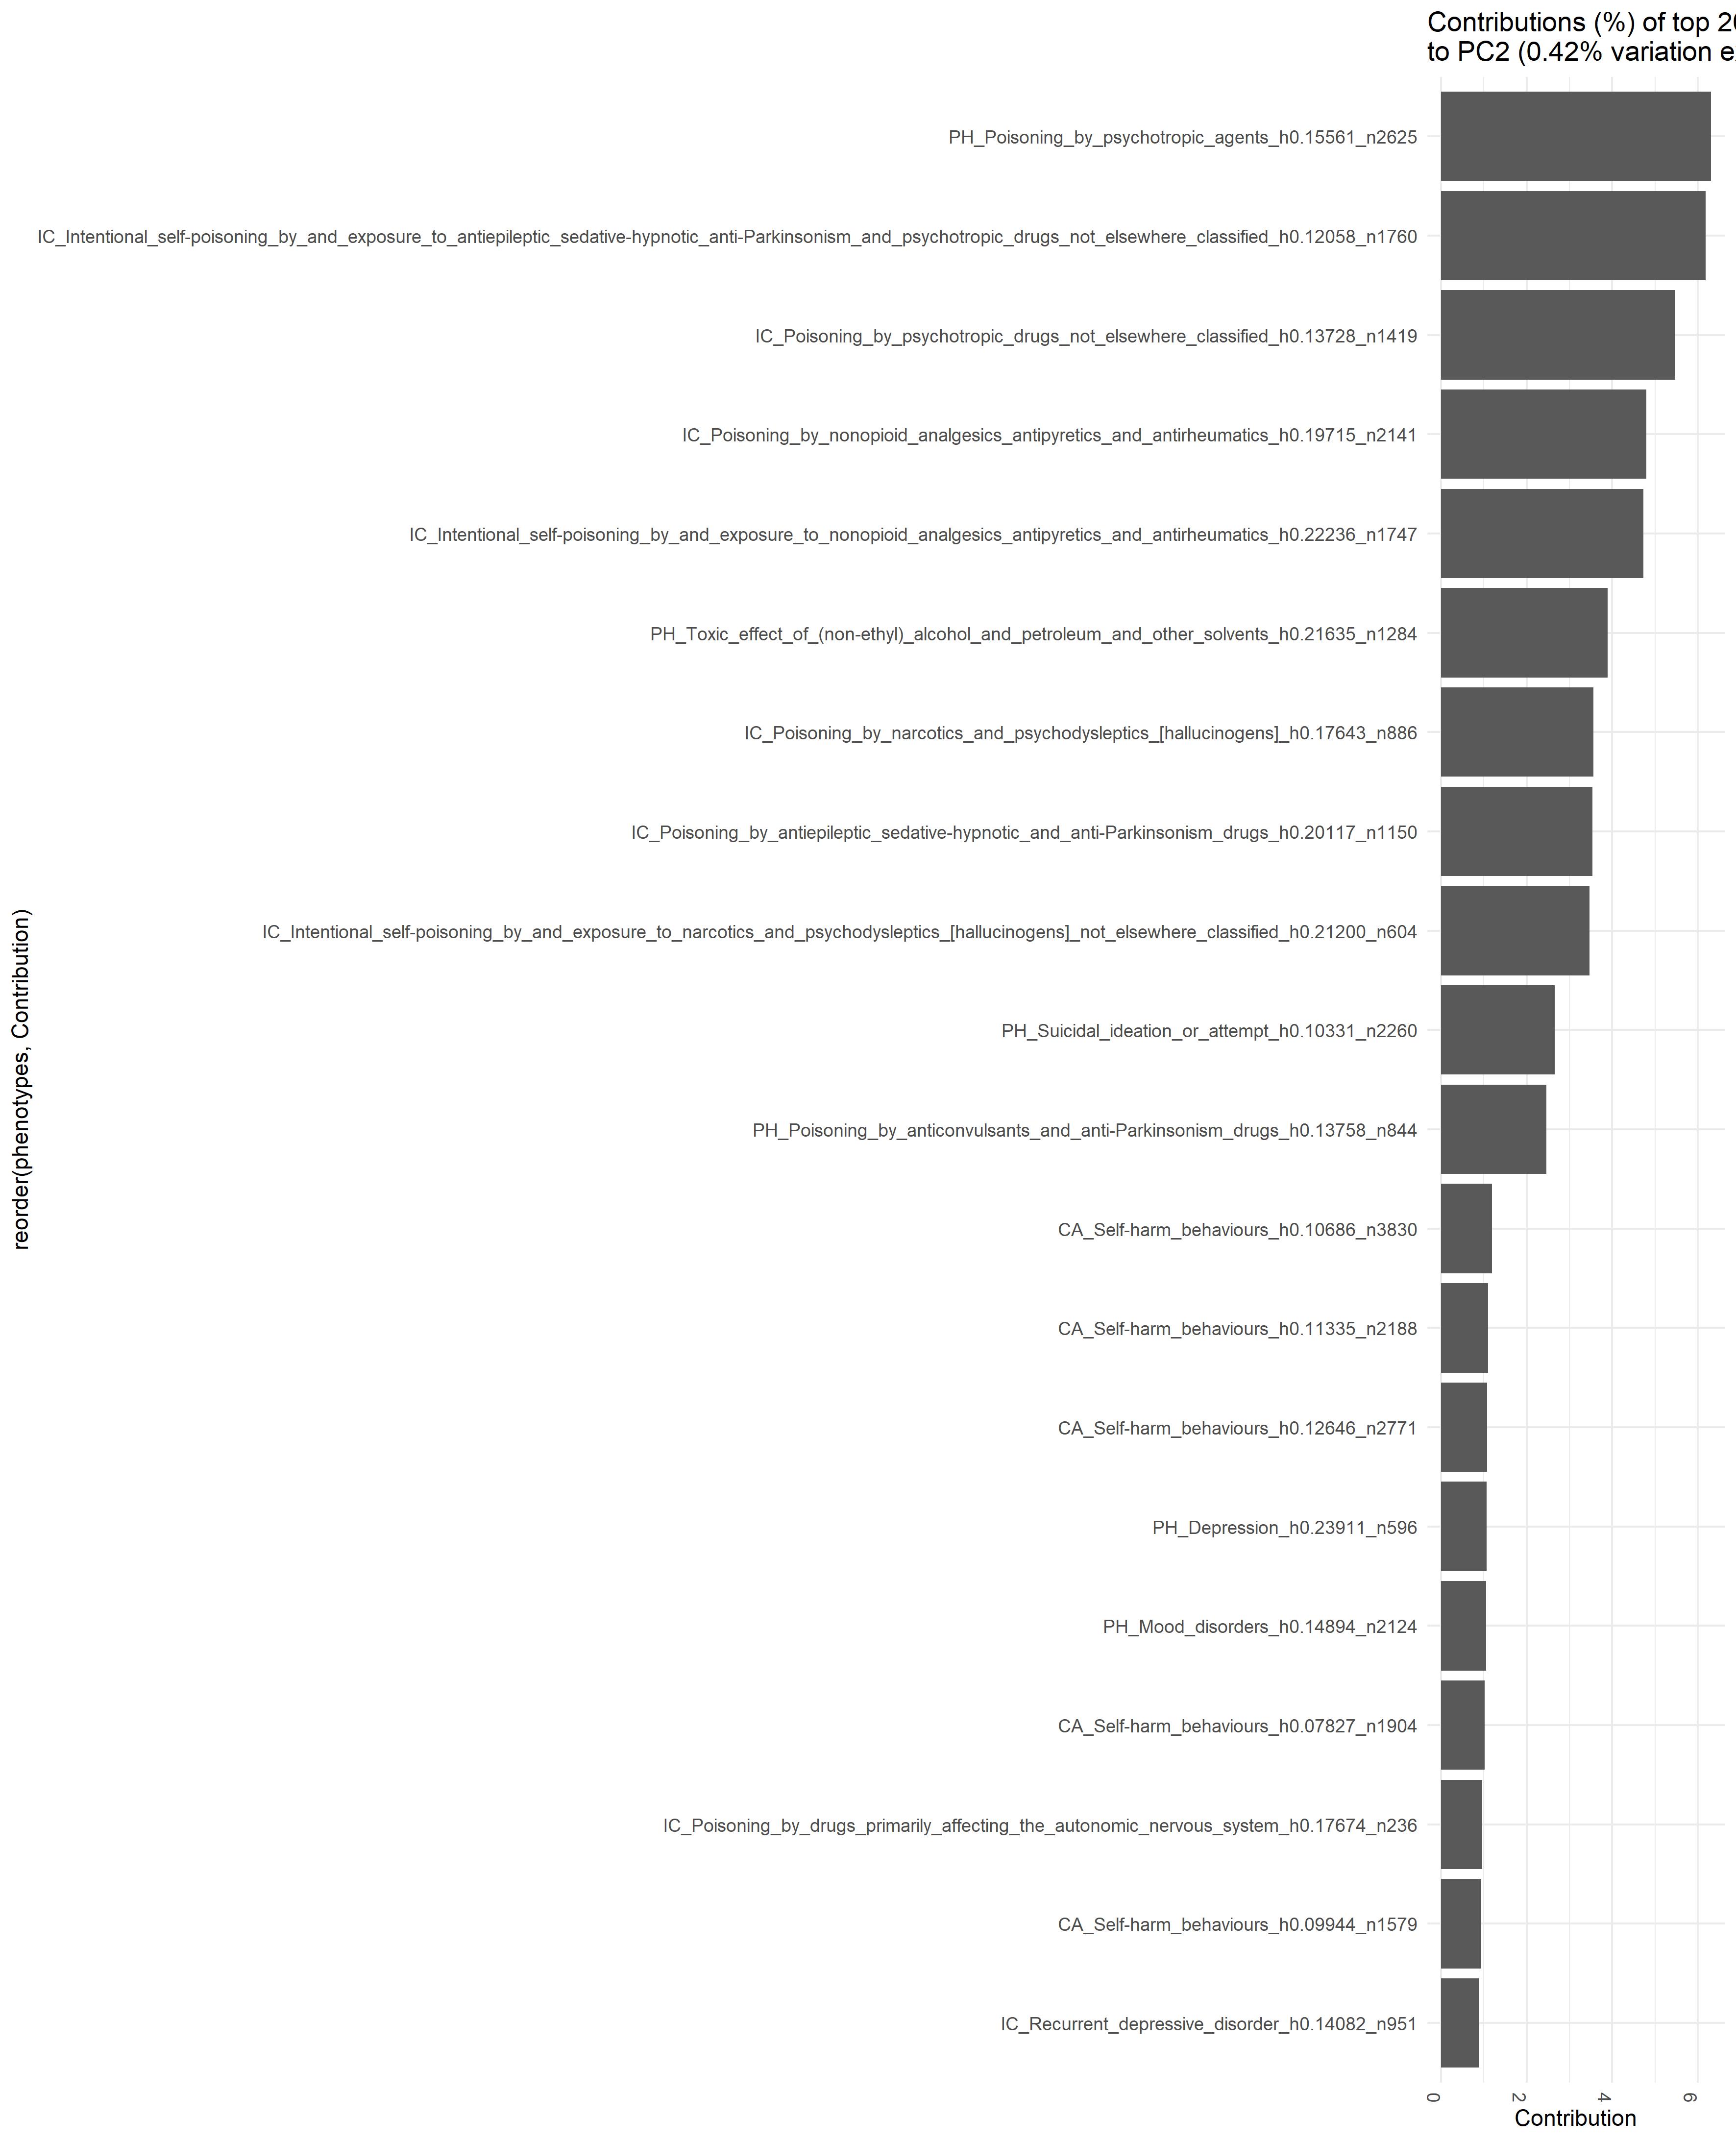 Contributions (%) of top 20
to PC2 (0.42% variation e
PH_Poisoning_by_psychotropic_agents_h0.15561_n2625
IC_Intentional_self-poisoning_by_and_exposure_to_antiepileptic_sedative-hypnotic_anti-Parkinsonism_and_psychotropic_drugs_not_elsewhere_classified_h0.12058_n1760
IC_Poisoning_by_psychotropic_drugs_not_elsewhere_classified_h0.13728_n1419
IC_Poisoning_by_nonopioid_analgesics_antipyretics_and_antirheumatics_h0.19715_n2141
IC_Intentional_self-poisoning_by_and_exposure_to_nonopioid_analgesics_antipyretics_and_antirheumatics_h0.22236_n1747
PH_Toxic_effect_of_(non-ethyl)_alcohol_and_petroleum_and_other_solvents_h0.21635_n1284
IC_Poisoning_by_narcotics_and_psychodysleptics_[hallucinogens]_h0.17643_n886
IC_Poisoning_by_antiepileptic_sedative-hypnotic_and_anti-Parkinsonism_drugs_h0.20117_n1150
IC_Intentional_self-poisoning_by_and_exposure_to_narcotics_and_psychodysleptics_[hallucinogens]_not_elsewhere_classified_h0.21200_n604
PH_Suicidal_ideation_or_attempt_h0.10331_n2260
PH_Poisoning_by_anticonvulsants_and_anti-Parkinsonism_drugs_h0.13758_n844
CA_Self-harm_behaviours_h0.10686_n3830
CA_Self-harm_behaviours_h0.11335_n2188
CA_Self-harm_behaviours_h0.12646_n2771
PH_Depression_h0.23911_n596
PH_Mood_disorders_h0.14894_n2124
CA_Self-harm_behaviours_h0.07827_n1904
IC_Poisoning_by_drugs_primarily_affecting_the_autonomic_nervous_system_h0.17674_n236
CA_Self-harm_behaviours_h0.09944_n1579
IC_Recurrent_depressive_disorder_h0.14082_n951
reorder(phenotypes, Contribution)
0 2 4 6
Contribution